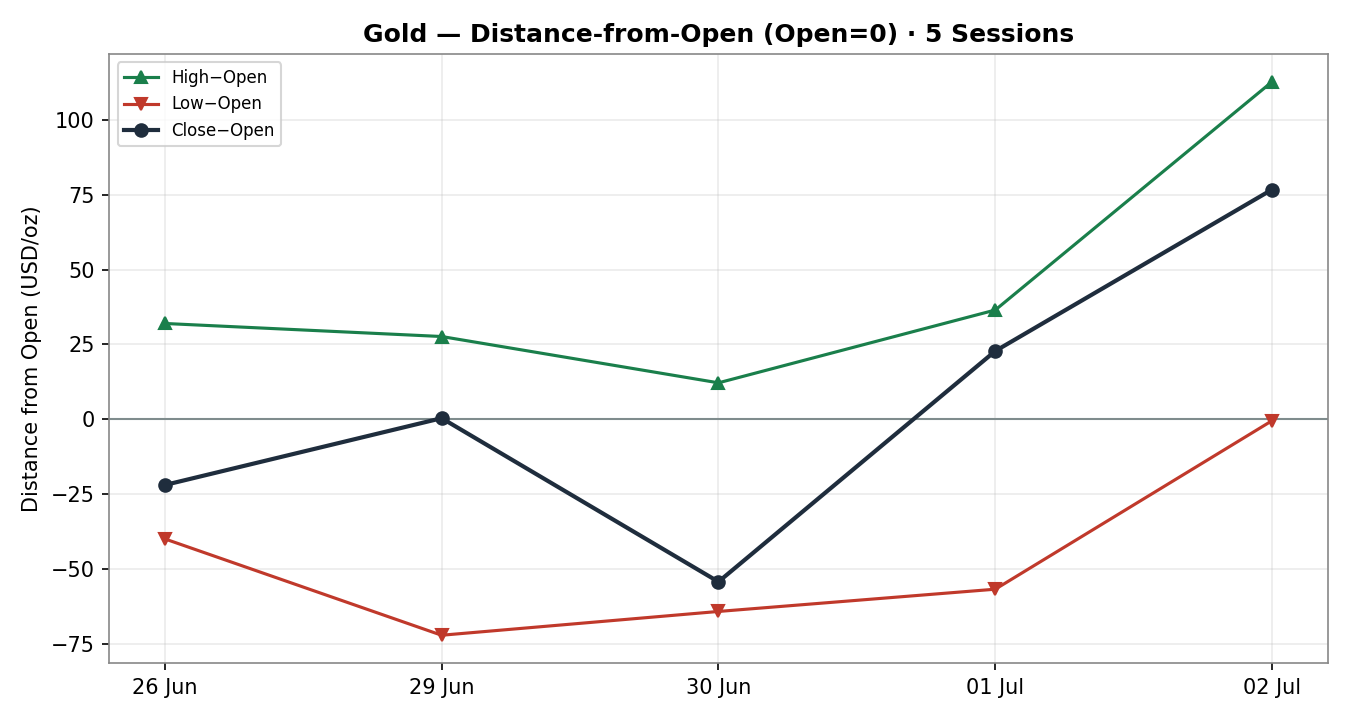 Gold — Distance-from-Open (Open=0) · 5 Sessions
High−Open
Low−Open
Close−Open
Distance from Open (USD/oz)
100
75
50
25
0
−25
−50
−75
26 Jun
29 Jun
30 Jun
01 Jul
02 Jul